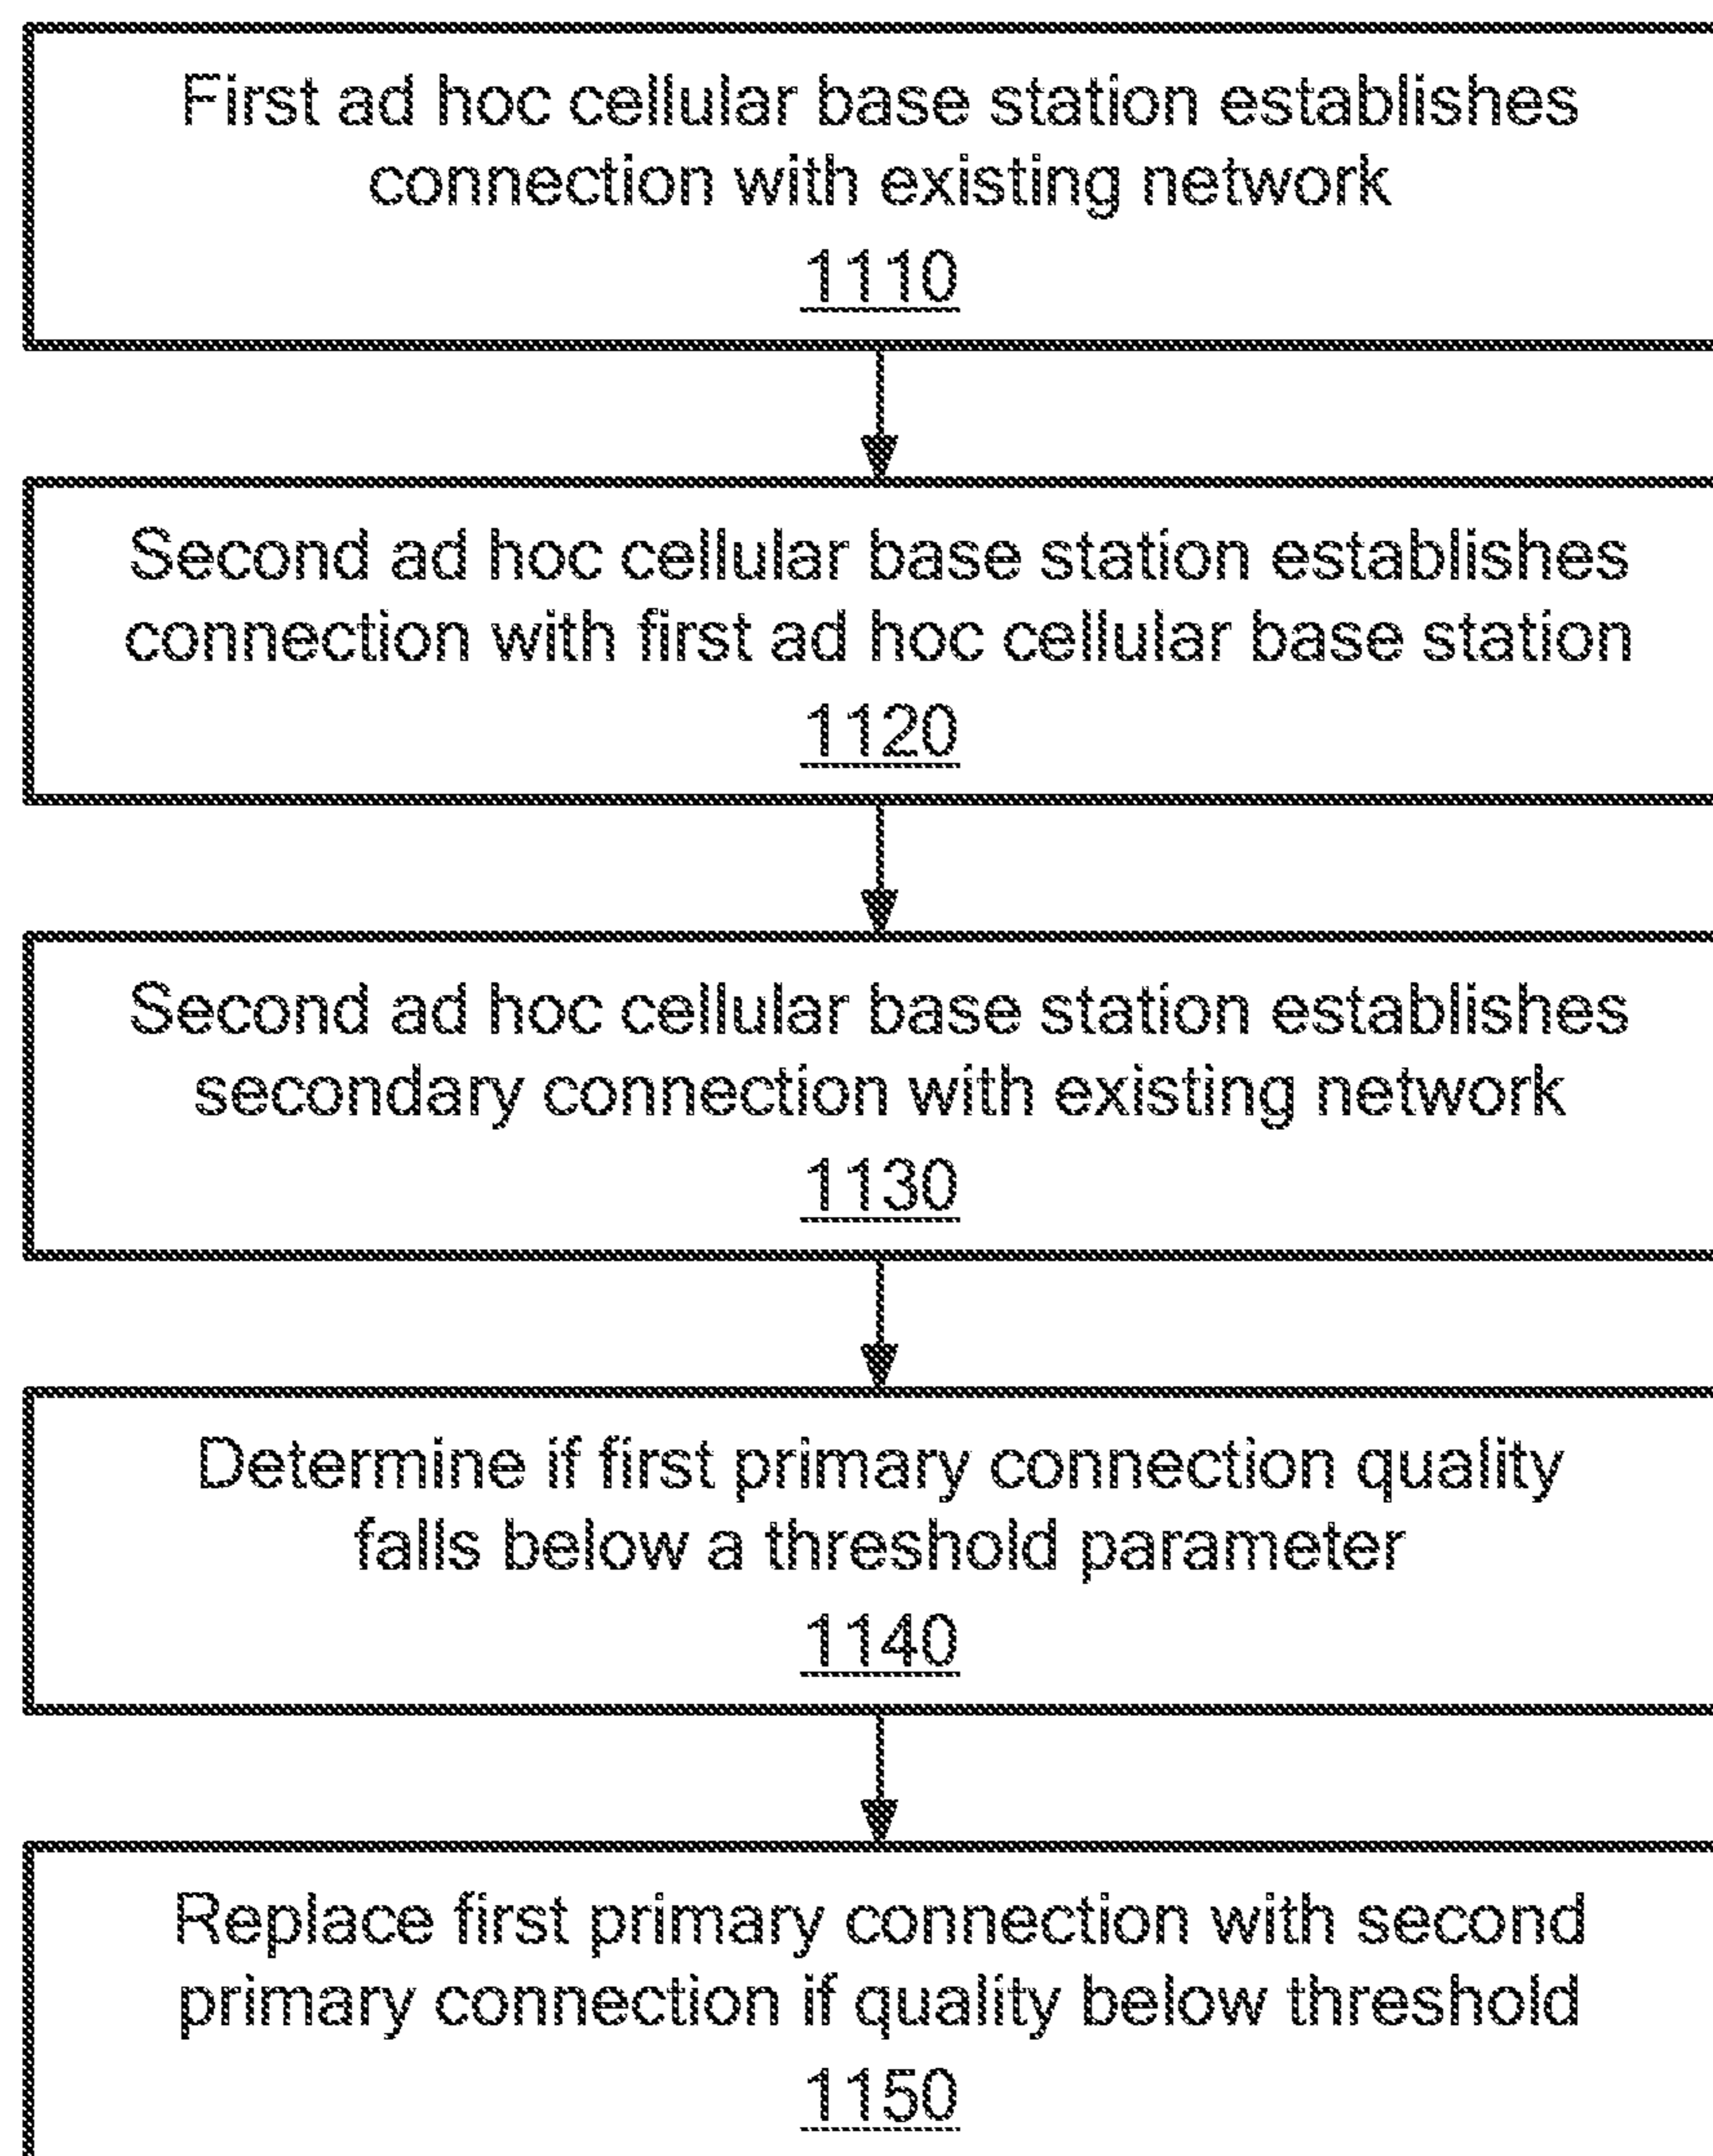 First ad hoc cellular base station establishes
connection with existing network
1110
Second ad hoc cellular base station establishes
connection with first ad hoc cellular base station
1120
Second ad hoc cellular base station establishes
secondary connection with existing network
1130
Determine if first primary connection quality
falls below a threshold parameter
1140
Replace first primary connection with second
primary connection if quality below threshold
1150